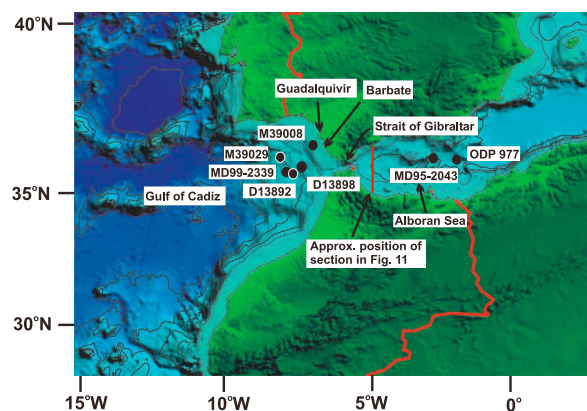 40°N
Guadalquivir
Barbate
M39008
Strait of Gibraltar
M39029
ODP 977
MD99-2339
MD95-2043
35°N
D13892
D13898
Gulf of Cadiz
Alboran Sea
Approx. position of
section in Fig. 11
30°N
15°W
10°W
5°W
0°